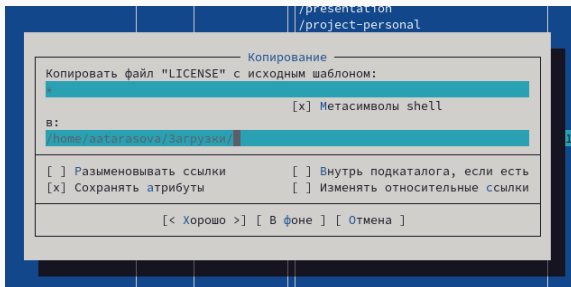 /presentation
/project-personal
Копирование
Копировать файл "LICENSE" с исходным шаблоном:
*
[x] Метасимволы shell
в:
/home/aatarasova/Загрузки/
[ ] Разыменовывать ссылки [ ] Внутрь подкаталога, если есть
[x] Сохранять атрибуты [ ] Изменять относительные ссылки
[< Хорошо >] [ В фоне ] [ Отмена ]